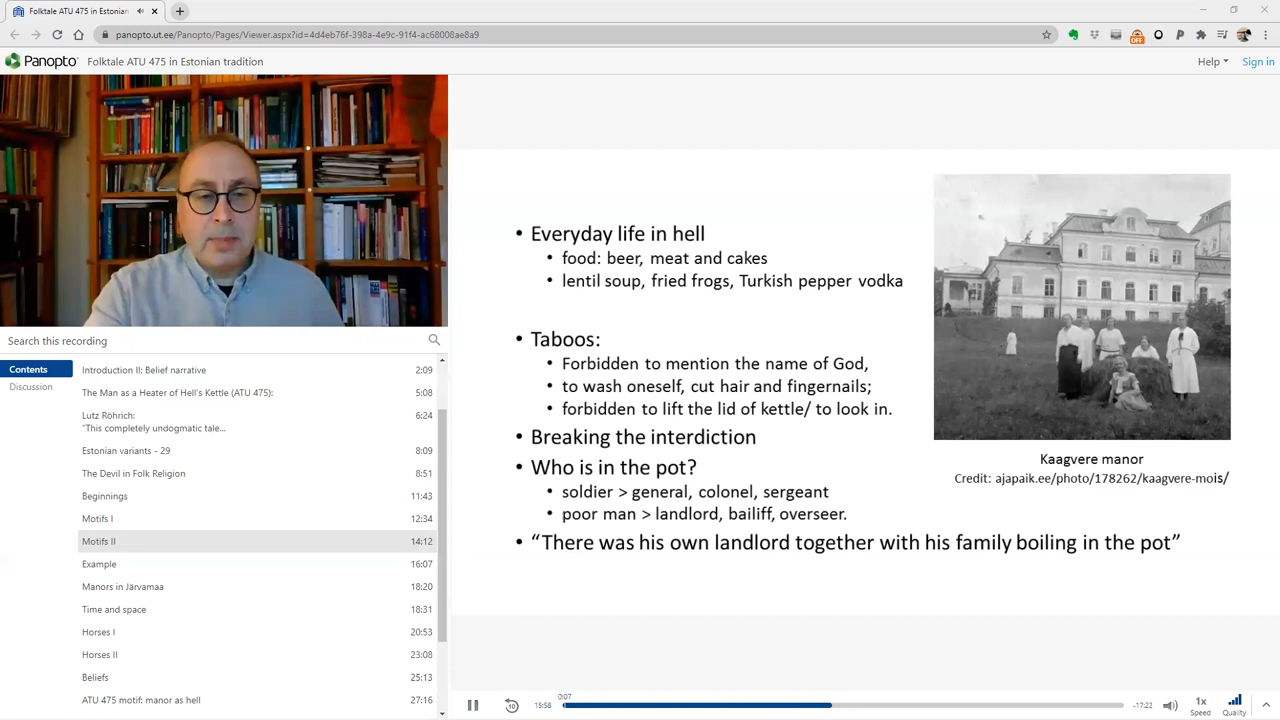 Folktale ATU 475 in Estonian
panopto.ut.ee/Panopto/Pages/Viewer.aspx?id=4d4eb76f-398a-4e9c-91f4-ac68008ae8a9
OFF
Panopto
Folktale ATU 475 in Estonian tradition
Help
Sign in
Search this recording
Contents
Discussion
Introduction II: Belief narrative 2:09
The Man as a Heater of Hell's Kettle (ATU 475): 5:08
Lutz Röhrich: 6:24
"This completely undogmatic tale...
Estonian variants - 29 8:09
The Devil in Folk Religion 8:51
Beginnings 11:43
Motifs I 12:34
Motifs II 14:12
Example 16:07
Manors in Järvamaa 18:20
Time and space 18:31
Horses I 20:53
Horses II 23:08
Beliefs 25:13
ATU 475 motif: manor as hell 27:16
• Everyday life in hell
• food: beer, meat and cakes
• lentil soup, fried frogs, Turkish pepper vodka
• Taboos:
• Forbidden to mention the name of God,
• to wash oneself, cut hair and fingernails;
• forbidden to lift the lid of kettle/ to look in.
• Breaking the interdiction
• Who is in the pot?
• soldier > general, colonel, sergeant
• poor man > landlord, bailiff, overseer.
• “There was his own landlord together with his family boiling in the pot”
Kaagvere manor
Credit: ajapaik.ee/photo/178262/kaagvere-mois/
10
15:58
0:07
-17:22
1x
Speed
Quality